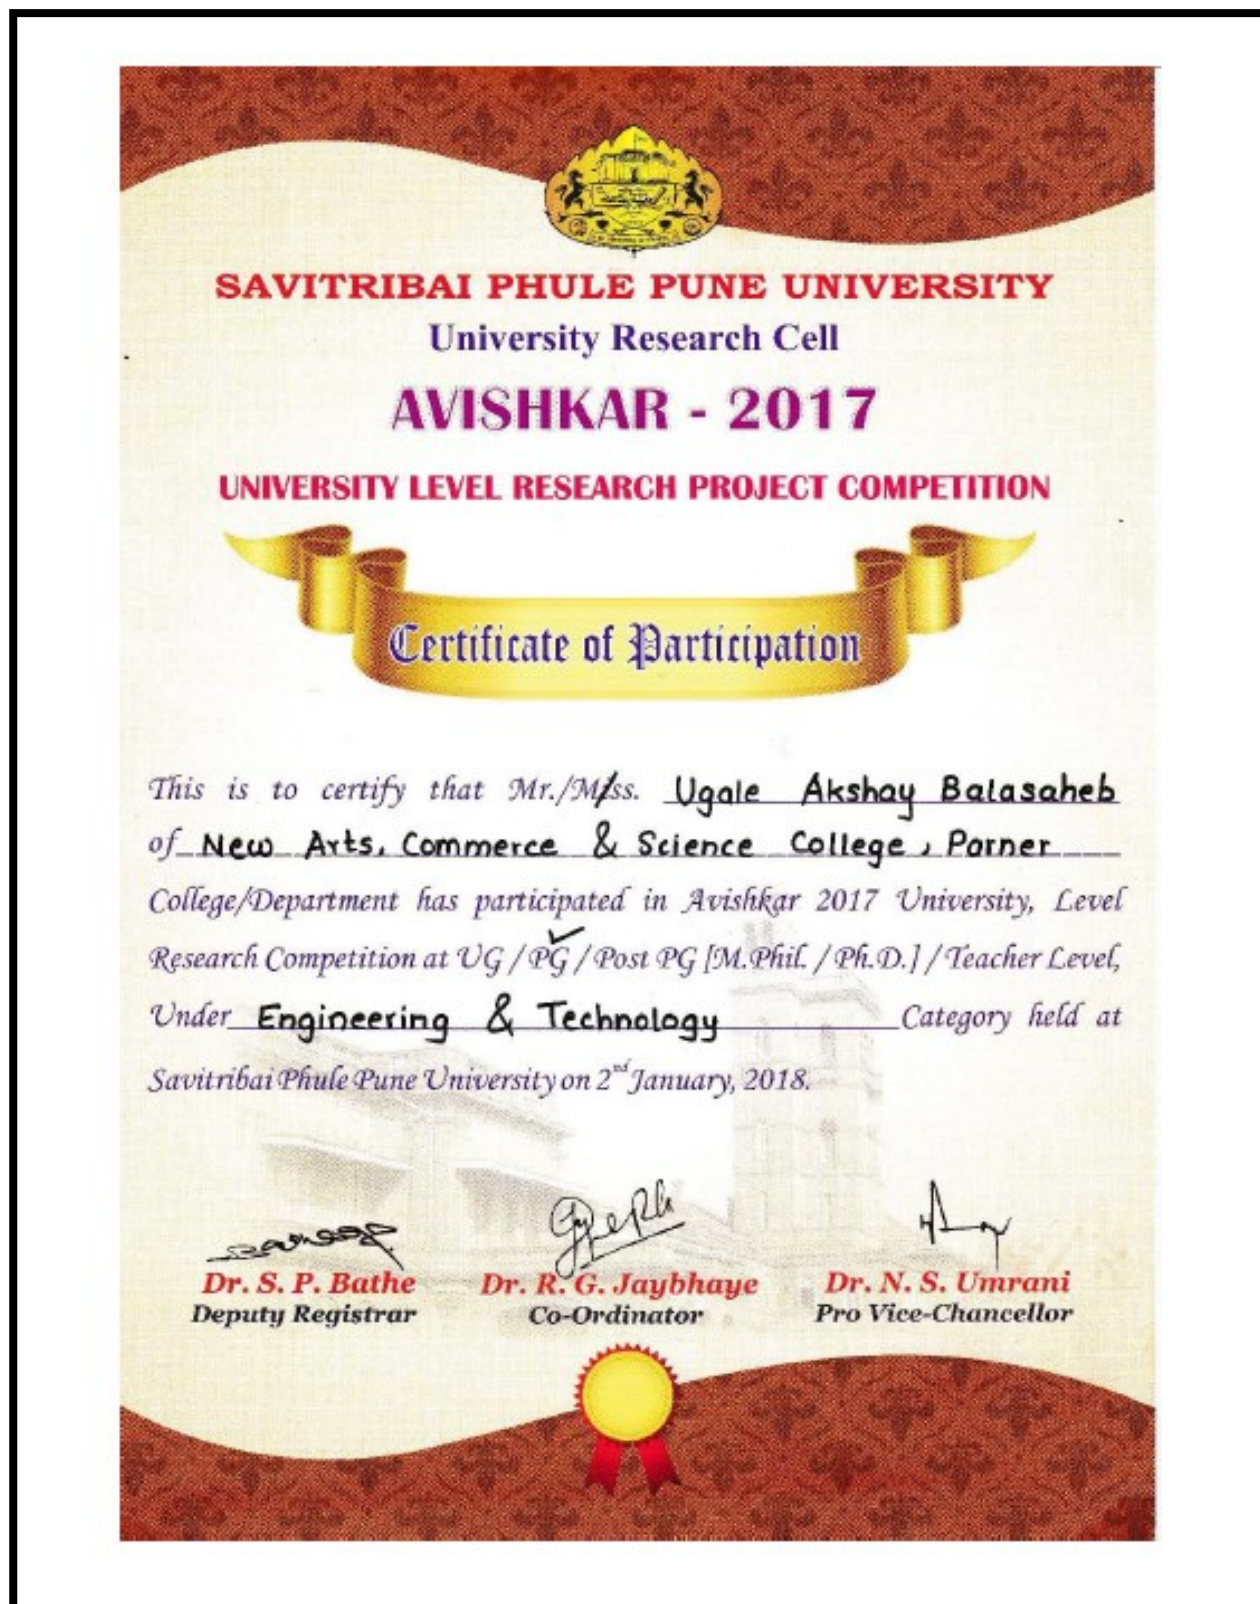 SAVITRIBAI PHULE PUNE UNIVERSITY
University Research Cell
AVISHKAR - 2017
UNIVERSITY LEVEL RESEARCH PROJECT COMPETITION
Certificate of Participation
This is to certify that Mr./Miss. Ugale Akshay Balasaheb
of New Arts, Commerce & Science College, Parner
College/Department has participated in Avishkar 2017 University, Level
Research Competition at UG / PG / Post PG [M.Phil. / Ph.D.] / Teacher Level,
Under Engineering & Technology Category held at
Savitribai Phule Pune University on 2nd January, 2018.
Dr. S. P. Bathe
Deputy Registrar
Dr. R. G. Jaybhaye
Co-Ordinator
Dr. N. S. Umrani
Pro Vice-Chancellor